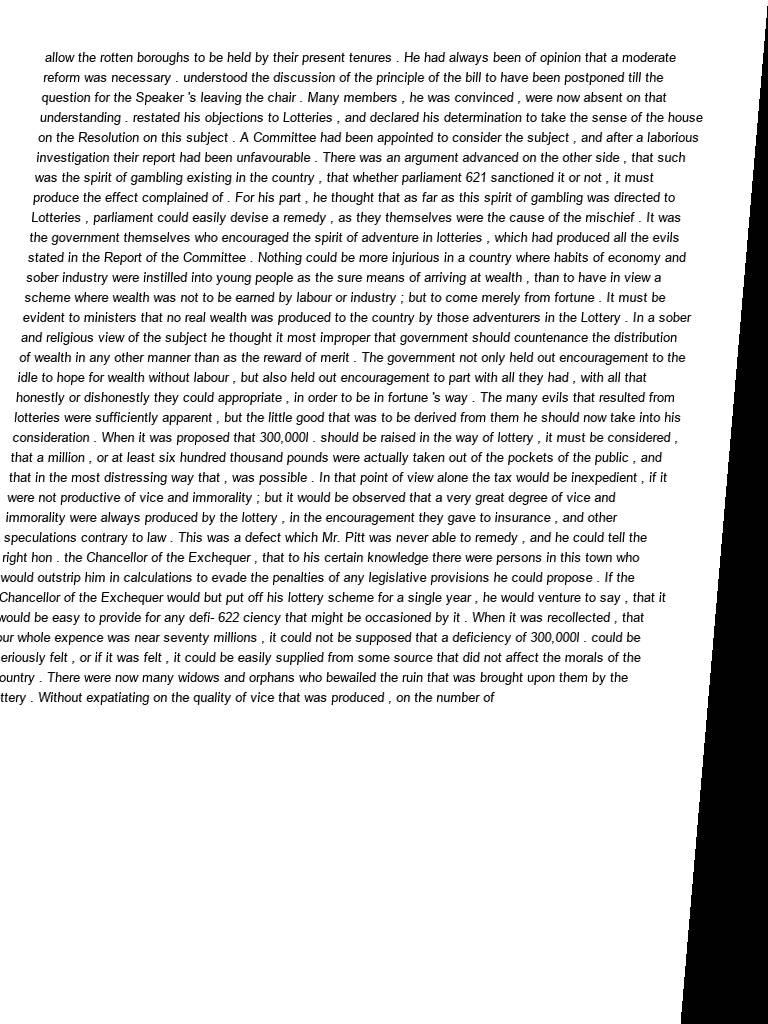 allow the rotten boroughs to be held by their present tenures . He had always been of opinion that a moderate
reform was necessary . understood the discussion of the principle of the bill to have been postponed till the
question for the Speaker 's leaving the chair . Many members , he was convinced , were now absent on that
understanding . restated his objections to Lotteries , and declared his determination to take the sense of the house
on the Resolution on this subject . A Committee had been appointed to consider the subject , and after a laborious
investigation their report had been unfavourable . There was an argument advanced on the other side , that such
was the spirit of gambling existing in the country , that whether parliament 621 sanctioned it or not , it must
produce the effect complained of . For his part , he thought that as far as this spirit of gambling was directed to
Lotteries , parliament could easily devise a remedy , as they themselves were the cause of the mischief . It was
the government themselves who encouraged the spirit of adventure in lotteries , which had produced all the evils
stated in the Report of the Committee . Nothing could be more injurious in a country where habits of economy and
sober industry were instilled into young people as the sure means of arriving at wealth , than to have in view a
scheme where wealth was not to be earned by labour or industry ; but to come merely from fortune . It must be
evident to ministers that no real wealth was produced to the country by those adventurers in the Lottery . In a sober
and religious view of the subject he thought it most improper that government should countenance the distribution
of wealth in any other manner than as the reward of merit . The government not only held out encouragement to the
idle to hope for wealth without labour , but also held out encouragement to part with all they had , with all that
honestly or dishonestly they could appropriate , in order to be in fortune 's way . The many evils that resulted from
lotteries were sufficiently apparent , but the little good that was to be derived from them he should now take into his
consideration . When it was proposed that 300,000l . should be raised in the way of lottery , it must be considered ,
that a million , or at least six hundred thousand pounds were actually taken out of the pockets of the public , and
that in the most distressing way that , was possible . In that point of view alone the tax would be inexpedient , if it
were not productive of vice and immorality ; but it would be observed that a very great degree of vice and
immorality were always produced by the lottery , in the encouragement they gave to insurance , and other
speculations contrary to law . This was a defect which Mr. Pitt was never able to remedy , and he could tell the
right hon . the Chancellor of the Exchequer , that to his certain knowledge there were persons in this town who
would outstrip him in calculations to evade the penalties of any legislative provisions he could propose . If the
Chancellor of the Exchequer would but put off his lottery scheme for a single year , he would venture to say , that it
would be easy to provide for any defi- 622 ciency that might be occasioned by it . When it was recollected , that
our whole expence was near seventy millions , it could not be supposed that a deficiency of 300,000l . could be
eriously felt , or if it was felt , it could be easily supplied from some source that did not affect the morals of the
ountry . There were now many widows and orphans who bewailed the ruin that was brought upon them by the
ttery . Without expatiating on the quality of vice that was produced , on the number of